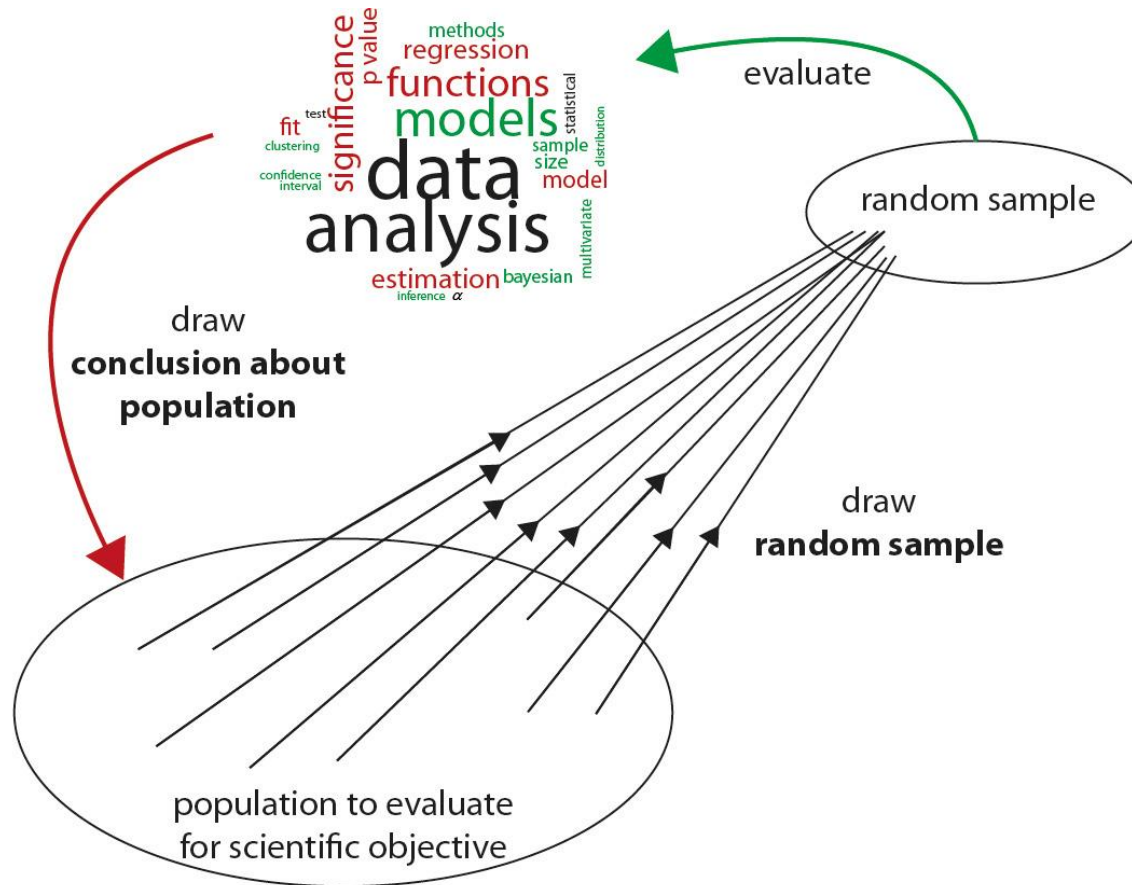 methods
regression
p value
significance
functions
models
statistical
test
fit
clustering
sample
size
distribution
data
model
confidence
interval
analysis
multivariate
estimation
bayesian
inference
α
evaluate
random sample
draw
conclusion about
population
draw
random sample
population to evaluate
for scientific objective